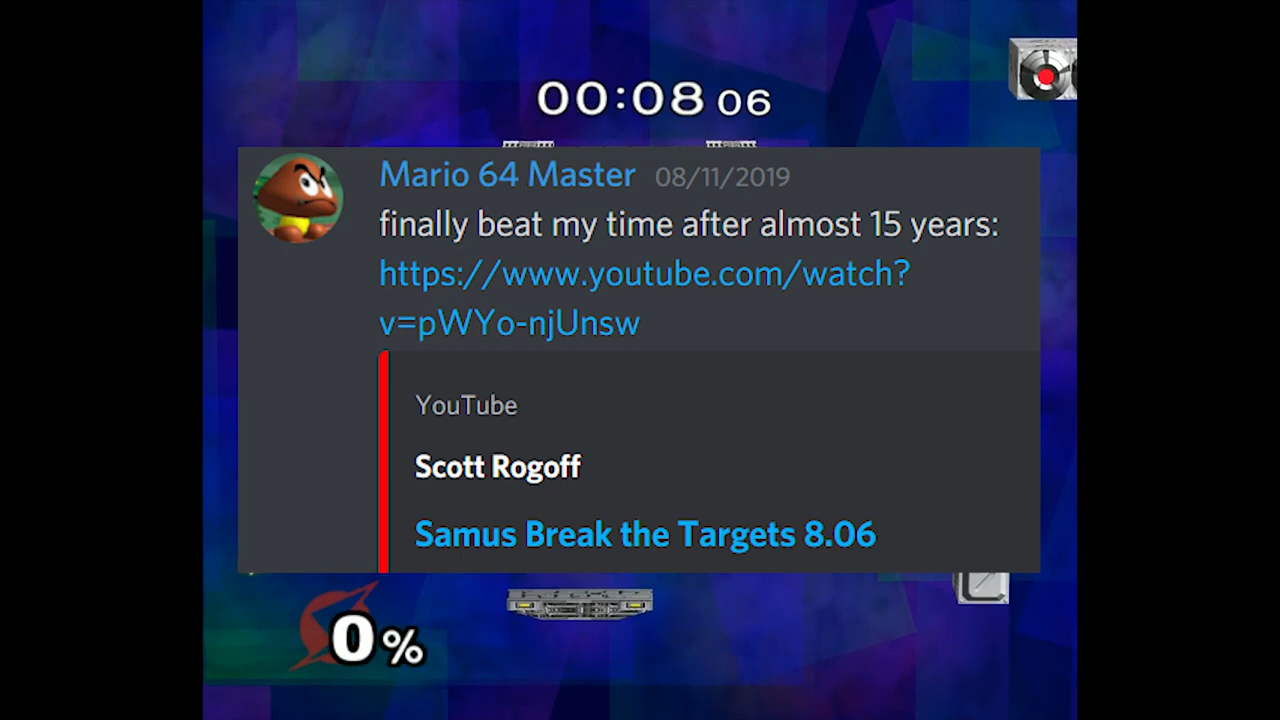 00:08 06
Mario 64 Master 08/11/2019
finally beat my time after almost 15 years:
https://www.youtube.com/watch?
v=pWYo-njUnsw
YouTube
Scott Rogoff
Samus Break the Targets 8.06
0%